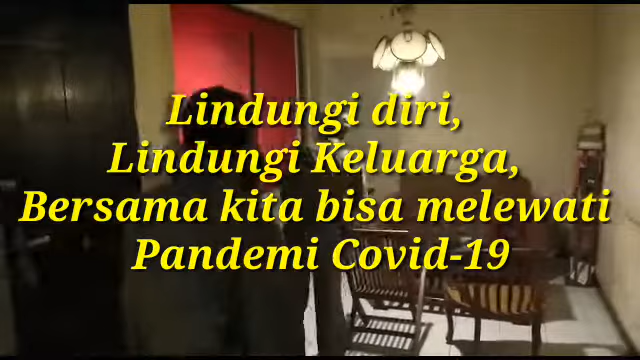 Lindungi diri,
Lindungi Keluarga,
Bersama kita bisa melewati
Pandemi Covid-19